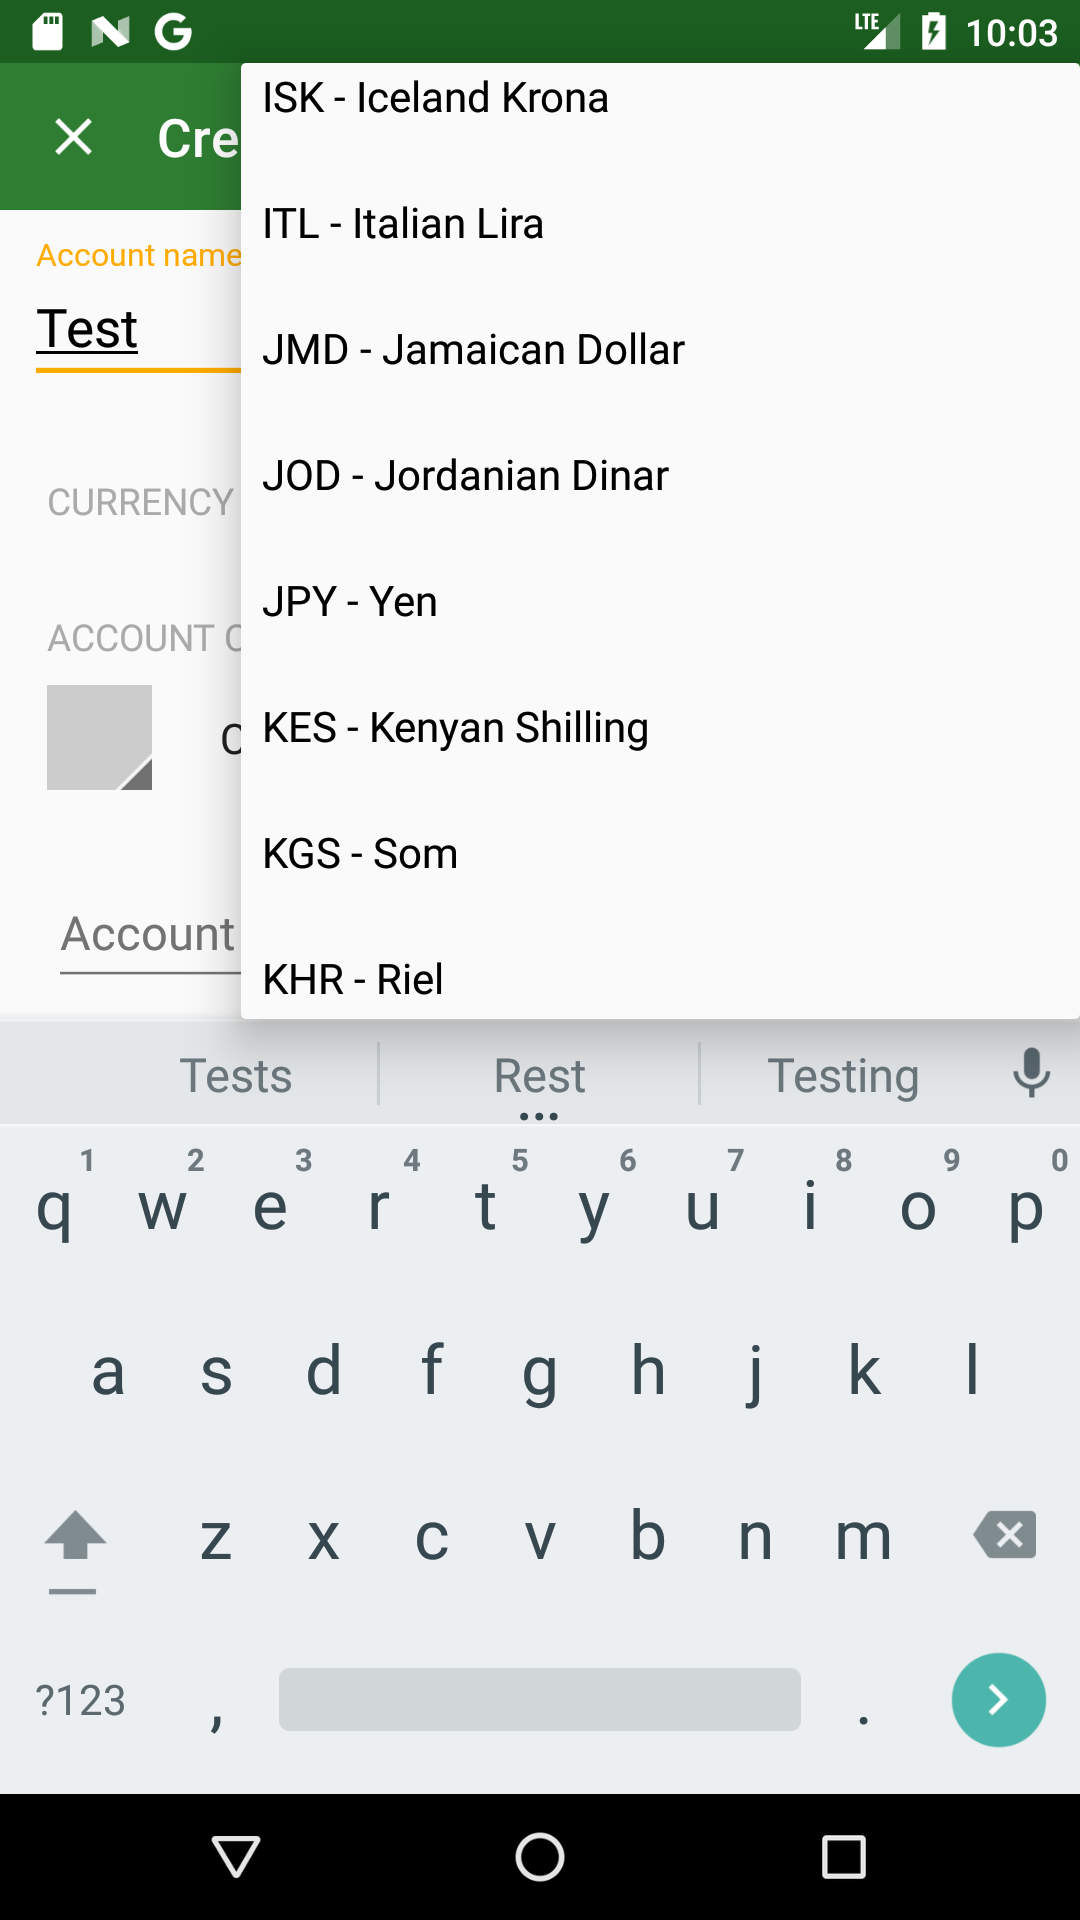 LTE 10:03
Cre
ISK - Iceland Krona
ITL - Italian Lira
Account name
Test
JMD - Jamaican Dollar
JOD - Jordanian Dinar
CURRENCY
JPY - Yen
ACCOUNT C
KES - Kenyan Shilling
KGS - Som
Account
KHR - Riel
Tests Rest Testing
1 2 3 4 5 6 7 8 9 0
q w e r t y u i o p
a s d f g h j k l
z x c v b n m
?123 , .